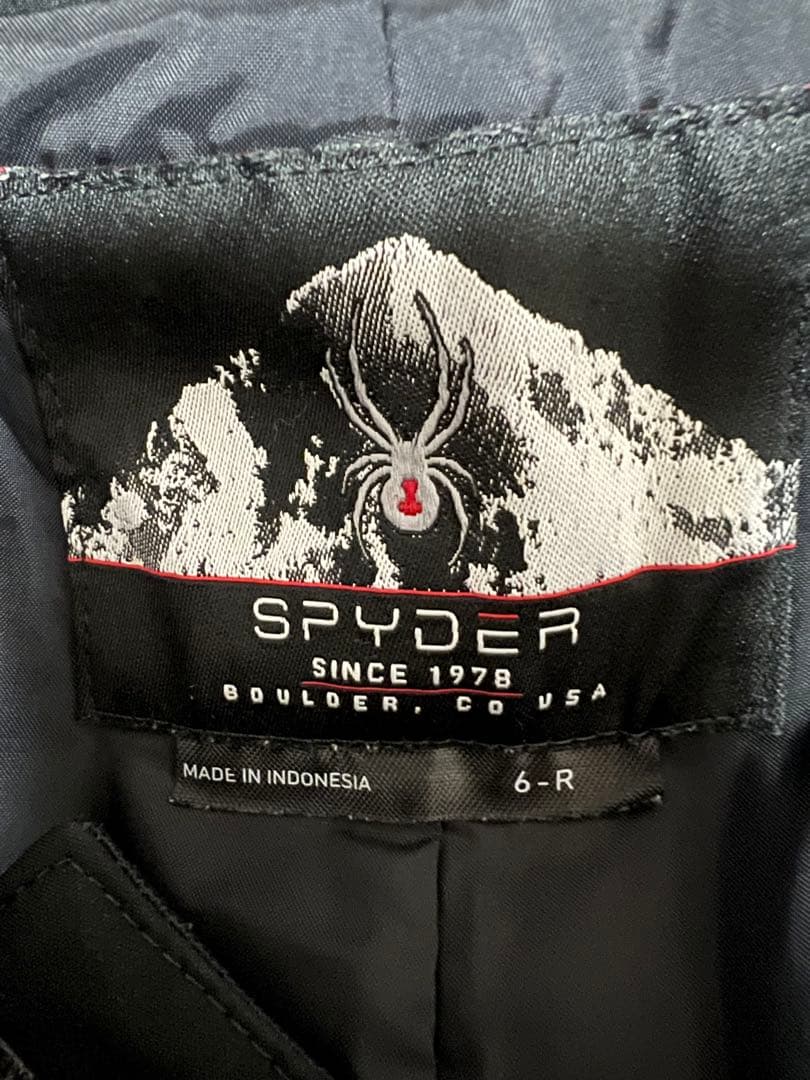 SPYDER
SINCE 1978
BOULDER, CO USA
MADE IN INDONESIA 6-R